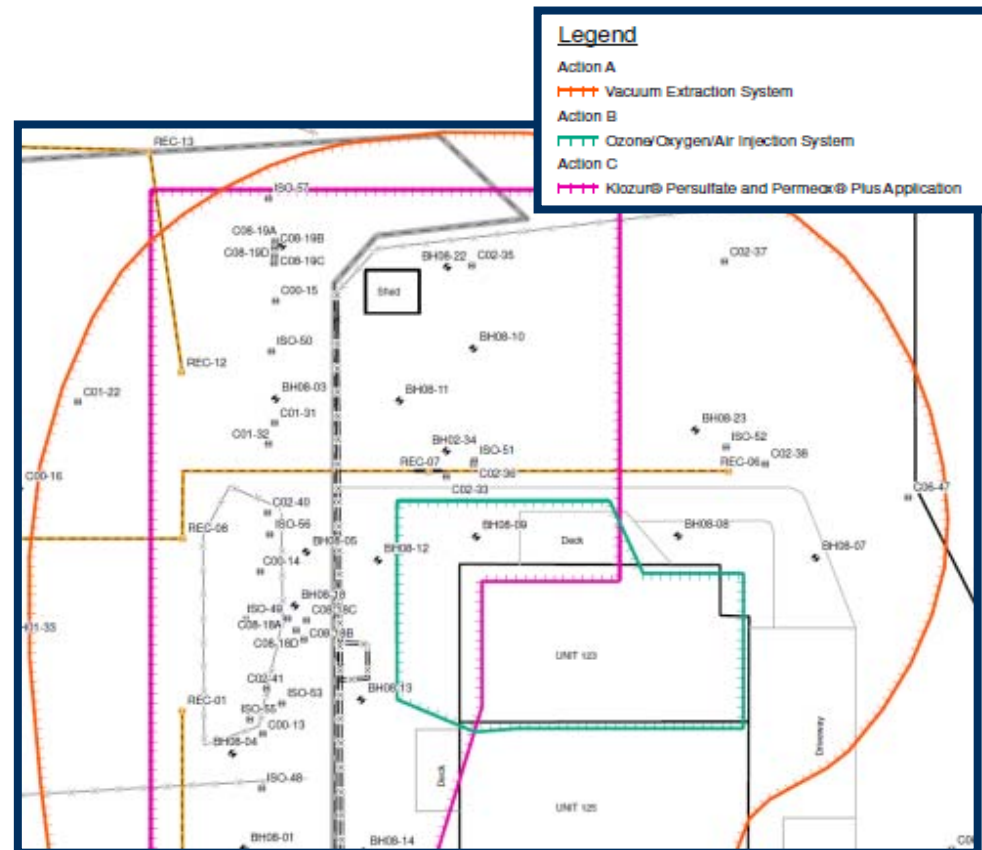 Legend
Action A
Vacuum Extraction System
Action B
Ozone/Oxygen/Air Injection System
Action C
Klozur® Persulfate and Permeox® Plus Application
REC-13
ISO-57
C08-19A
C08-19B
C08-19D
C08-19C
BH08-22
C02-35
C02-37
Shed
C00-15
BH08-10
ISO-50
REC-12
C01-22
BH08-03
BH08-11
C01-31
BH08-23
C01-32
BH02-34
ISO-51
ISO-52
REC-07
REC-06
C02-38
C00-16
C02-36
C02-33
C06-47
C02-40
ISO-56
REC-08
BH08-05
BH08-12
BH08-09
Deck
BH08-08
BH08-07
C00-14
BH08-18
ISO-49
C08-18C
C08-18A
C08-18B
C08-18D
H01-33
UNIT 123
C02-41
REC-01
ISO-53
BH08-13
ISO-55
C00-13
BH08-04
Driveway
Deck
ISO-48
UNIT 125
BH08-01
BH08-14